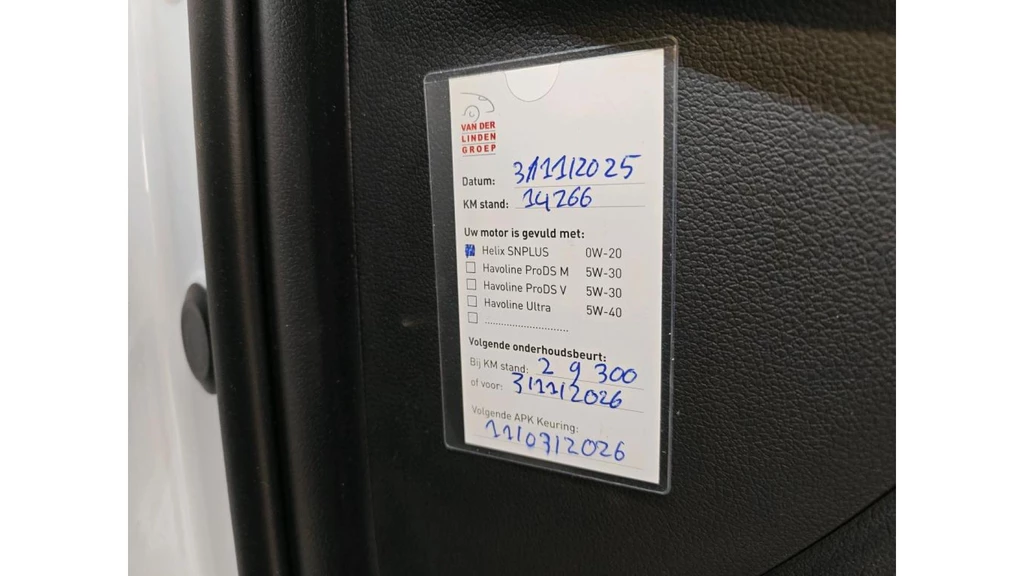 VAN DER
LINDEN
GROEP
Datum: 3/11/2025
KM stand: 14266
Uw motor is gevuld met:
Helix SNPLUS 0W-20
Havoline ProDS M 5W-30
Havoline ProDS V 5W-30
Havoline Ultra 5W-40
..............................
Volgende onderhoudsbeurt:
Bij KM stand: 29 300
of voor: 3/11/2026
Volgende APK Keuring:
11/07/2026